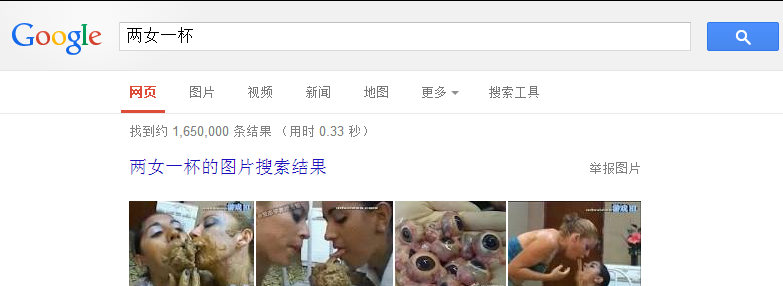 Google
两女一杯
网页 图片 视频 新闻 地图 更多 搜索工具
找到约 1,650,000 条结果 （用时 0.33 秒）
两女一杯的图片搜索结果 举报图片